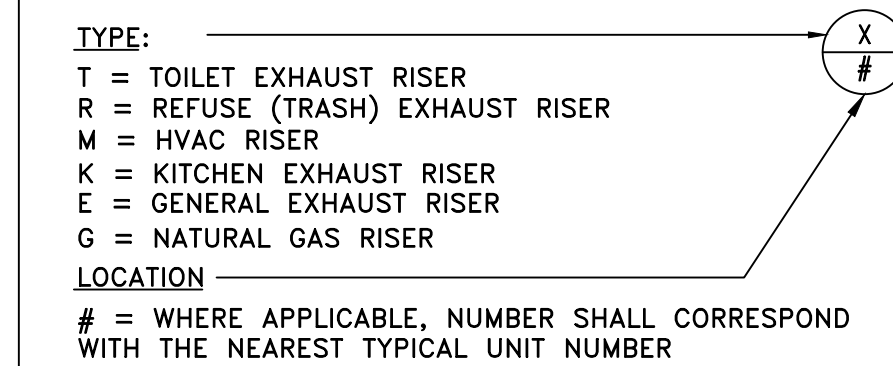 TYPE:
X
#
T = TOILET EXHAUST RISER
R = REFUSE (TRASH) EXHAUST RISER
M = HVAC RISER
K = KITCHEN EXHAUST RISER
E = GENERAL EXHAUST RISER
G = NATURAL GAS RISER
LOCATION
# = WHERE APPLICABLE, NUMBER SHALL CORRESPOND
WITH THE NEAREST TYPICAL UNIT NUMBER